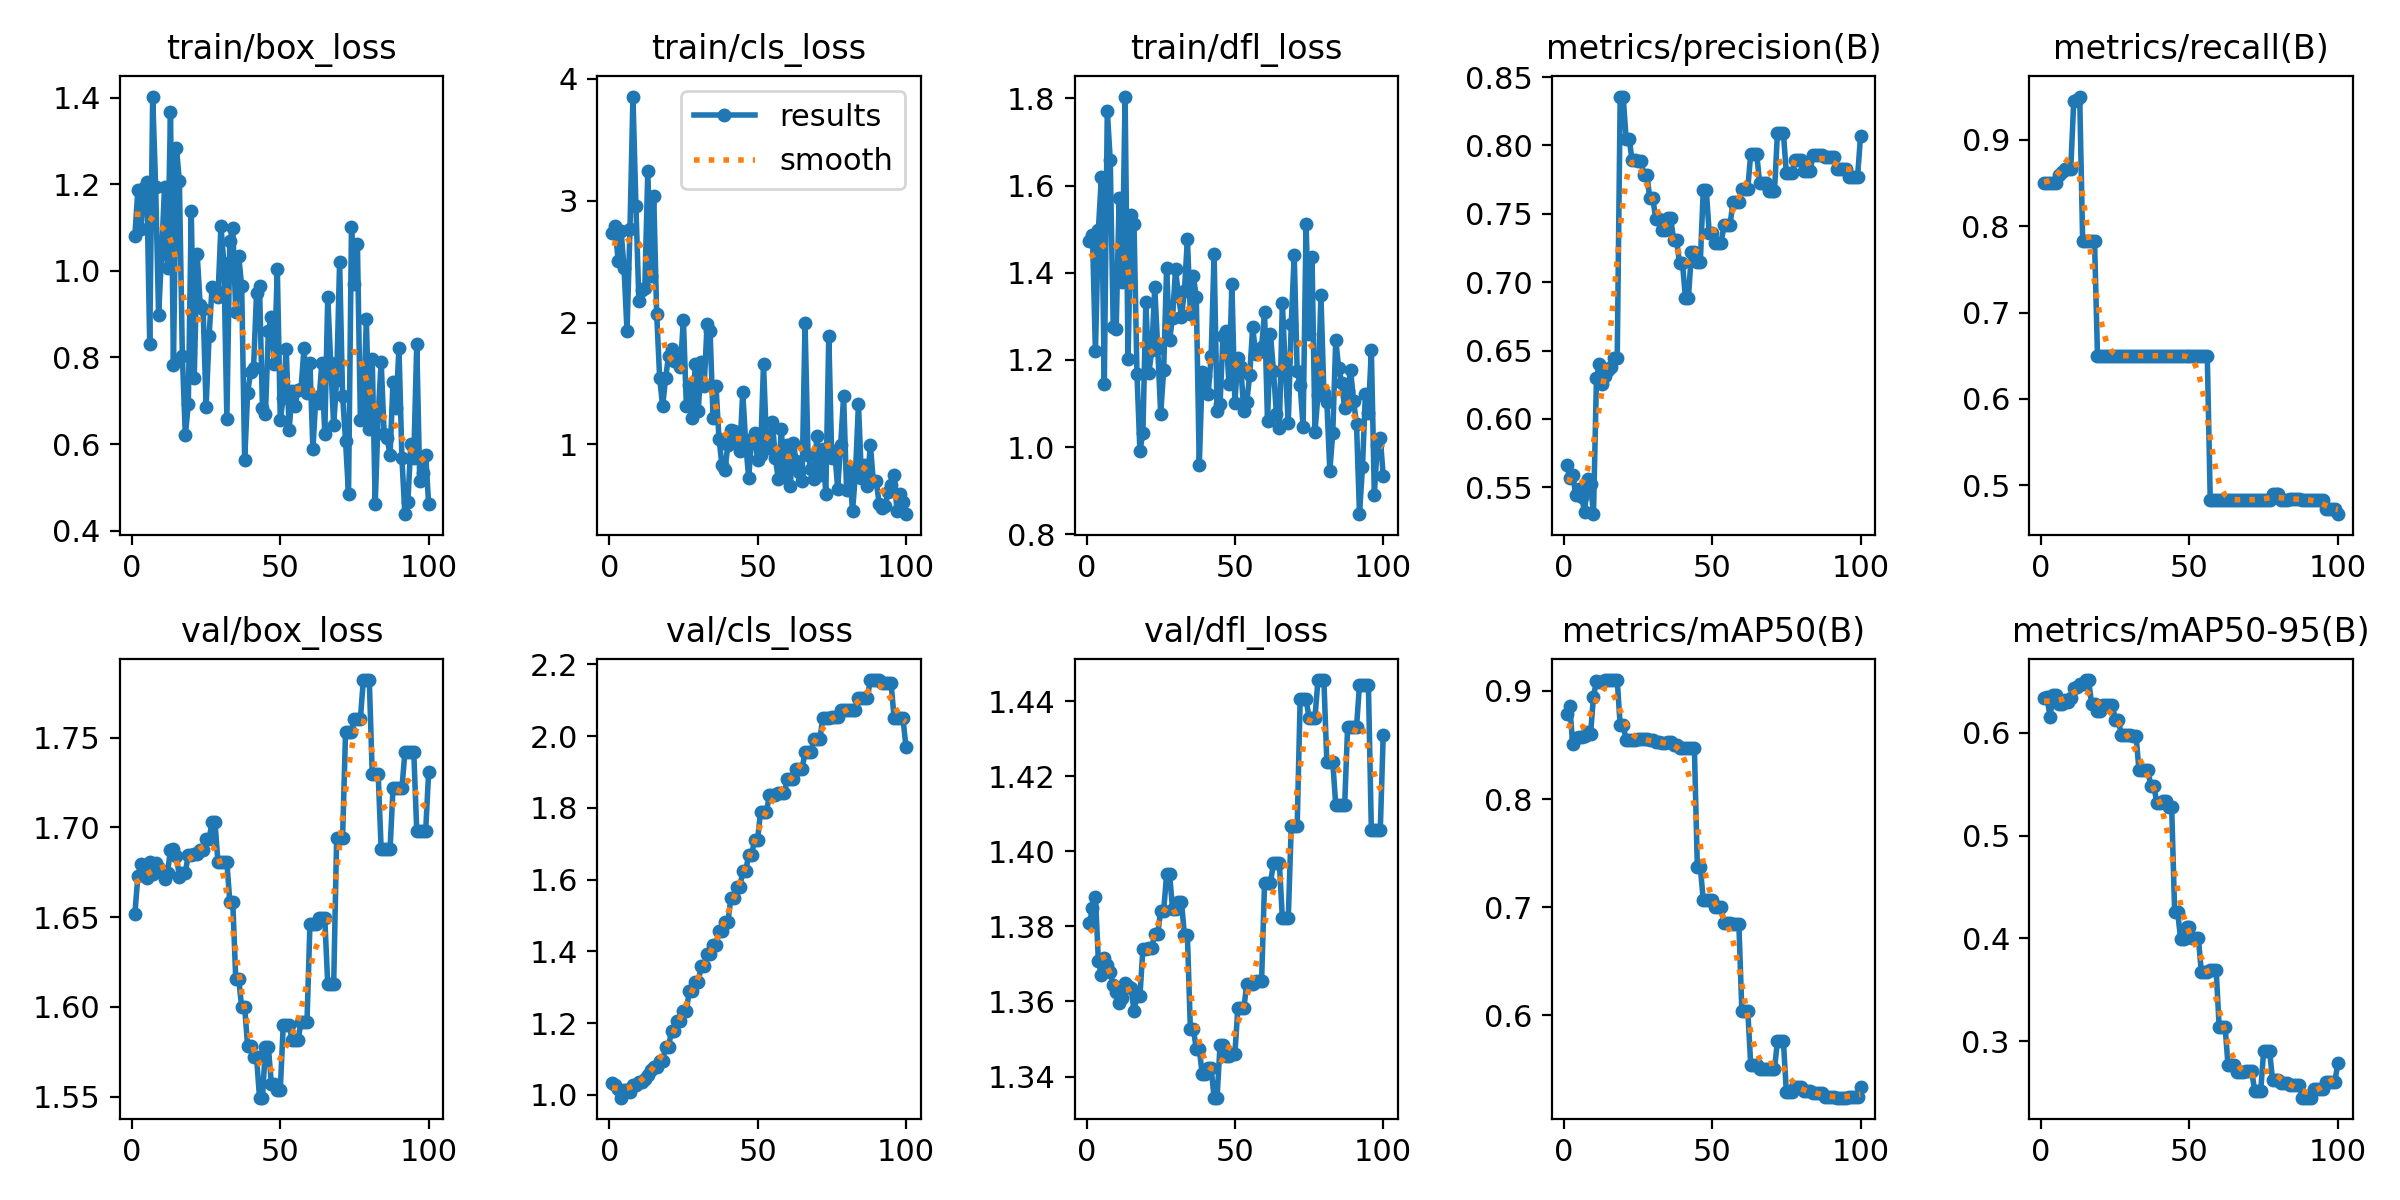 train/box_loss
1.4
1.2
1.0
0.8
0.6
0.4
0 50 100
train/cls_loss
4
3
2
1
0 50 100
results
smooth
train/dfl_loss
1.8
1.6
1.4
1.2
1.0
0.8
0 50 100
metrics/precision(B)
0.85
0.80
0.75
0.70
0.65
0.60
0.55
0 50 100
metrics/recall(B)
0.9
0.8
0.7
0.6
0.5
0 50 100
val/box_loss
1.75
1.70
1.65
1.60
1.55
0 50 100
val/cls_loss
2.2
2.0
1.8
1.6
1.4
1.2
1.0
0 50 100
val/dfl_loss
1.44
1.42
1.40
1.38
1.36
1.34
0 50 100
metrics/mAP50(B)
0.9
0.8
0.7
0.6
0 50 100
metrics/mAP50-95(B)
0.6
0.5
0.4
0.3
0 50 100